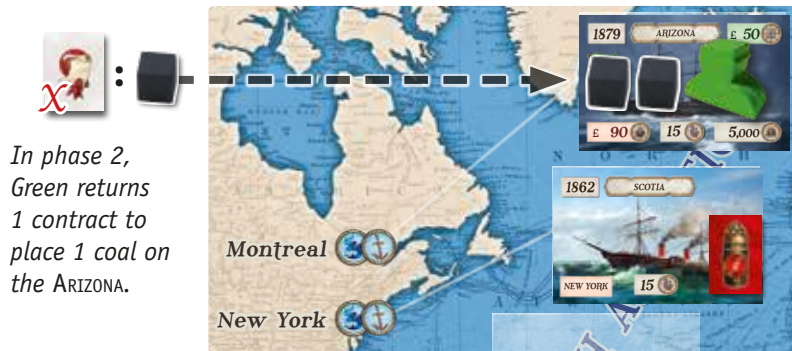 X :
In phase 2,
Green returns
1 contract to
place 1 coal on
the ARIZONA.
1879 ARIZONA £ 50
£ 90 15 5,000
N O R H
1862 SCOTIA
NEW YORK 15
Montreal
New York